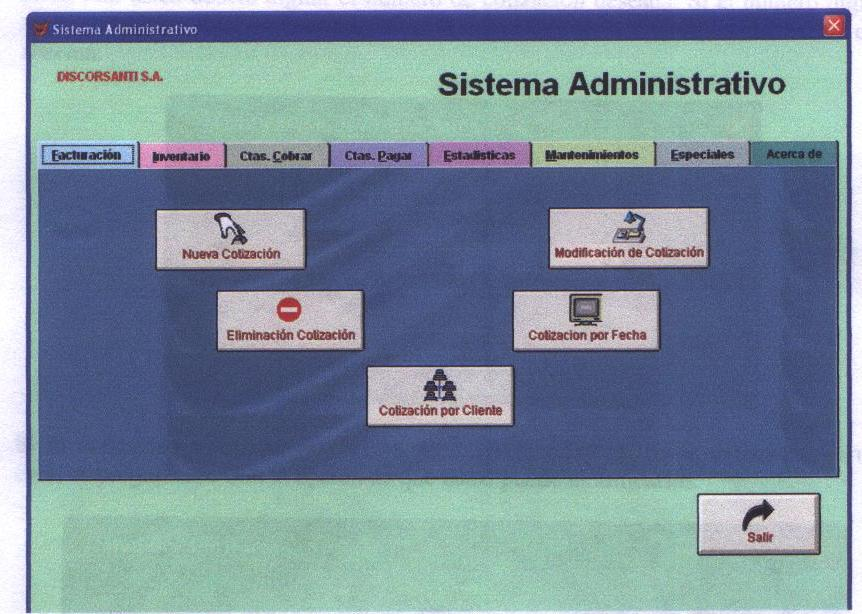 Sistema Administrativo
DISCORSANTI S.A.
Sistema Administrativo
Facturación Inventario Ctas. Cobrar Ctas. Pagar Estadísticas Mantenimientos Especiales Acerca de
Nueva Cotización
Modificación de Cotización
Eliminación Cotización
Cotizacion por Fecha
Cotización por Cliente
Salir